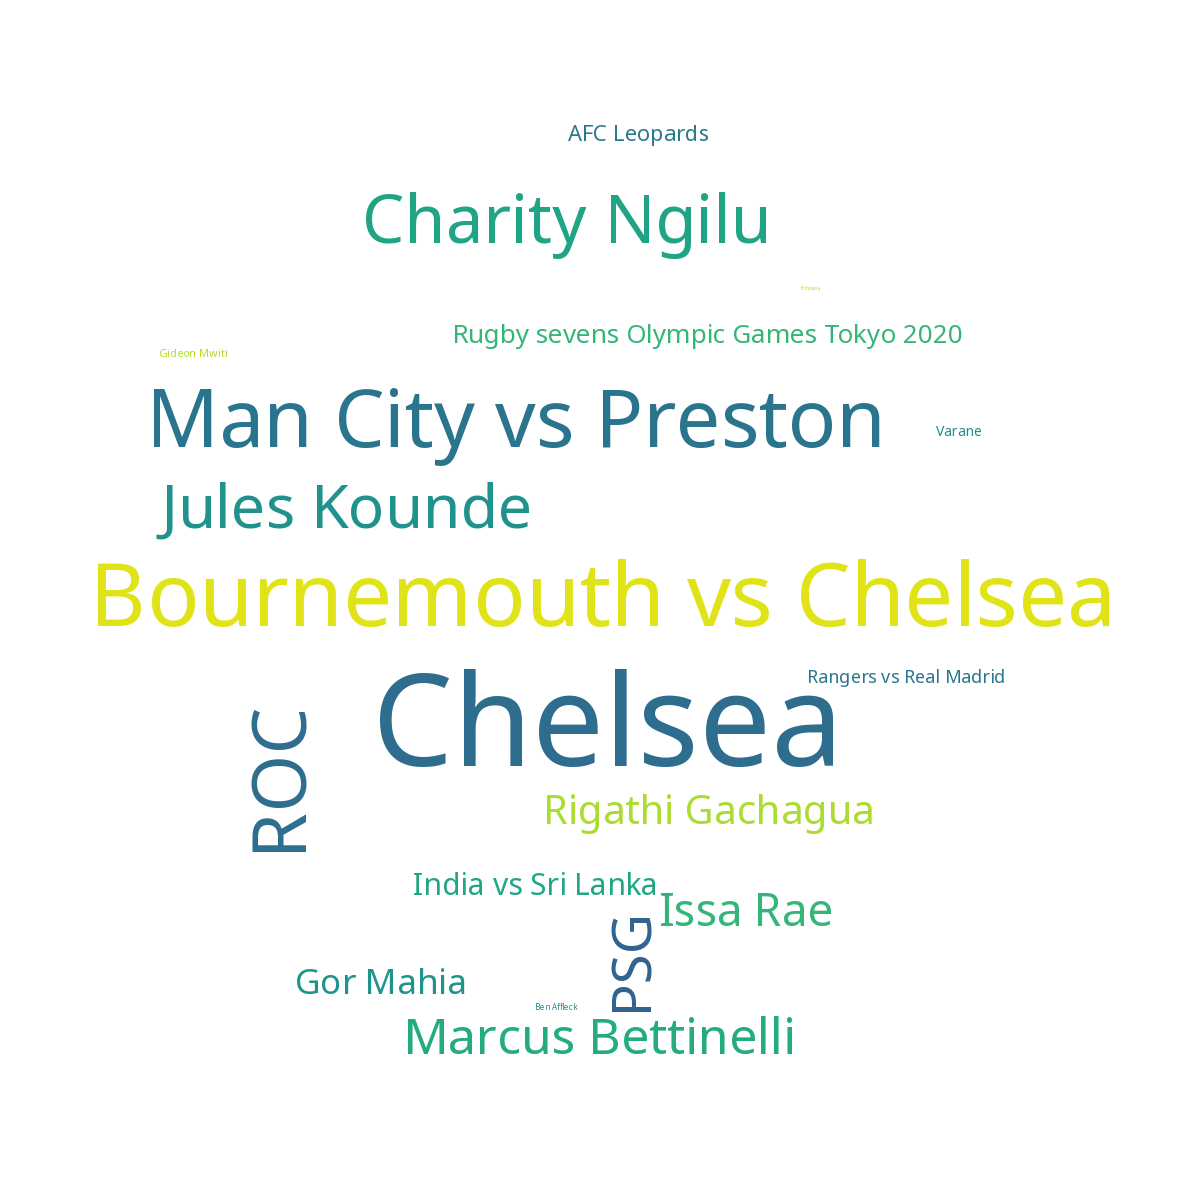 AFC Leopards
Charity Ngilu
Ethiopia
Rugby sevens Olympic Games Tokyo 2020
Gideon Mwiti
Man City vs Preston
Varane
Jules Kounde
Bournemouth vs Chelsea
Chelsea
Rangers vs Real Madrid
ROC
Rigathi Gachagua
India vs Sri Lanka
Issa Rae
PSG
Gor Mahia
Ben Affleck
Marcus Bettinelli